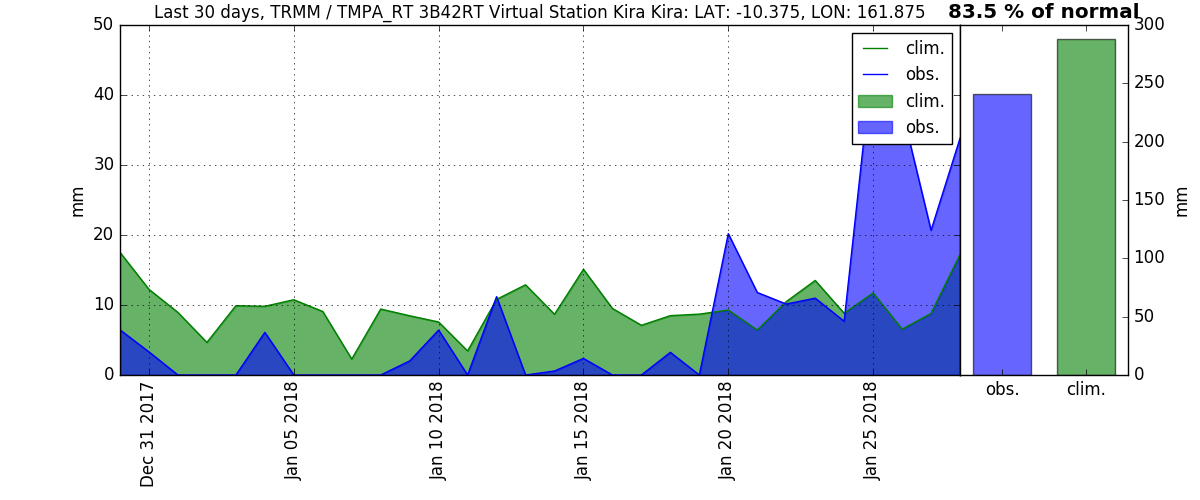 Last 30 days, TRMM / TMPA_RT 3B42RT Virtual Station Kira Kira: LAT: -10.375, LON: 161.875
83.5 % of normal
50
40
30
20
10
0
mm
clim.
obs.
clim.
obs.
300
250
200
150
100
50
0
mm
Dec 31 2017
Jan 05 2018
Jan 10 2018
Jan 15 2018
Jan 20 2018
Jan 25 2018
obs.
clim.